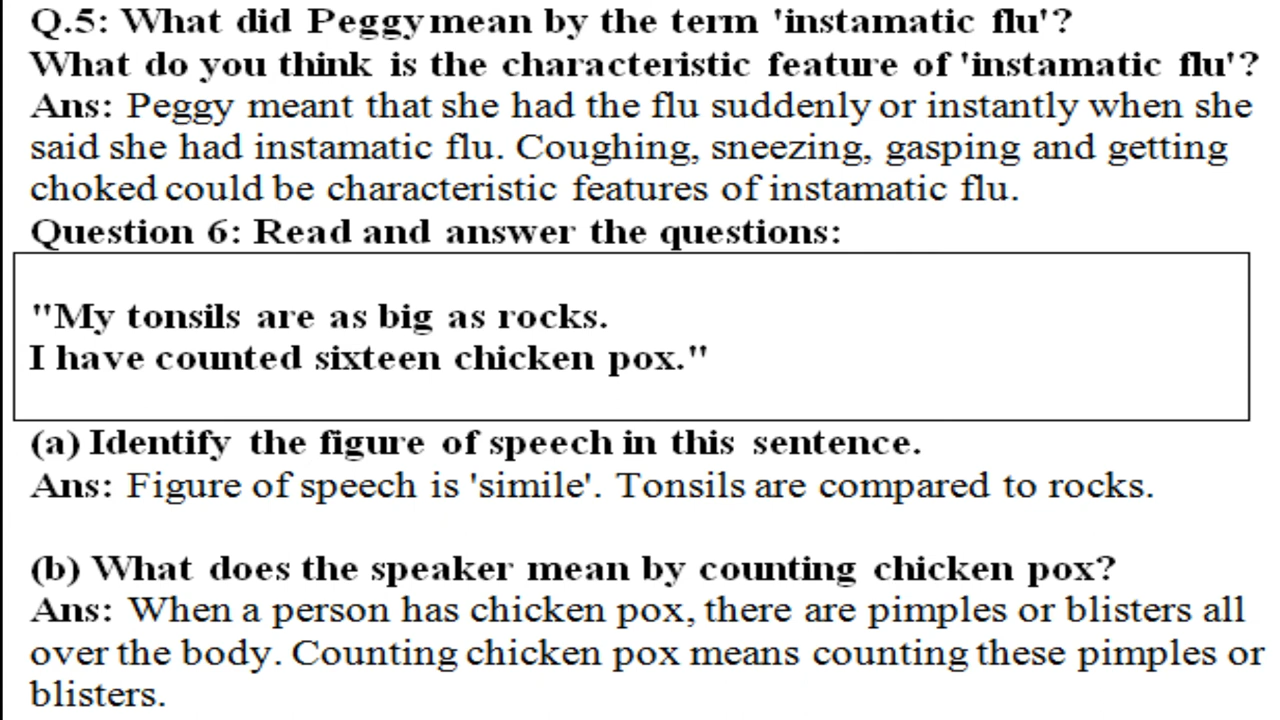 Q.5: What did Peggy mean by the term 'instamatic flu'?
What do you think is the characteristic feature of 'instamatic flu'?
Ans: Peggy meant that she had the flu suddenly or instantly when she
said she had instamatic flu. Coughing, sneezing, gasping and getting
choked could be characteristic features of instamatic flu.
Question 6: Read and answer the questions:
"My tonsils are as big as rocks.
I have counted sixteen chicken pox."
(a) Identify the figure of speech in this sentence.
Ans: Figure of speech is 'simile'. Tonsils are compared to rocks.
(b) What does the speaker mean by counting chicken pox?
Ans: When a person has chicken pox, there are pimples or blisters all
over the body. Counting chicken pox means counting these pimples or
blisters.